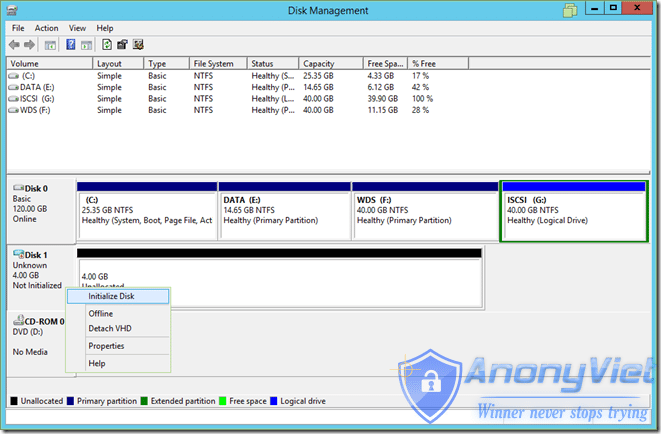 Disk Management
File Action View Help
Volume Layout Type File System Status Capacity Free Spa... % Free
(C:) Simple Basic NTFS Healthy (S... 25.35 GB 4.33 GB 17 %
DATA (E:) Simple Basic NTFS Healthy (P... 14.65 GB 6.12 GB 42 %
ISCSI (G:) Simple Basic NTFS Healthy (L... 40.00 GB 39.90 GB 100 %
WDS (F:) Simple Basic NTFS Healthy (P... 40.00 GB 11.15 GB 28 %
Disk 0
Basic
120.00 GB
Online
(C:)
25.35 GB NTFS
Healthy (System, Boot, Page File, Act
DATA (E:)
14.65 GB NTFS
Healthy (Primary Partition)
WDS (F:)
40.00 GB NTFS
Healthy (Primary Partition)
ISCSI (G:)
40.00 GB NTFS
Healthy (Logical Drive)
Disk 1
Unknown
4.00 GB
Not Initialized
4.00 GB
Unallocated
Initialize Disk
Offline
Detach VHD
Properties
Help
CD-ROM 0
DVD (D:)
No Media
AnonyViet
Winner never stops trying
Unallocated Primary partition Extended partition Free space Logical drive